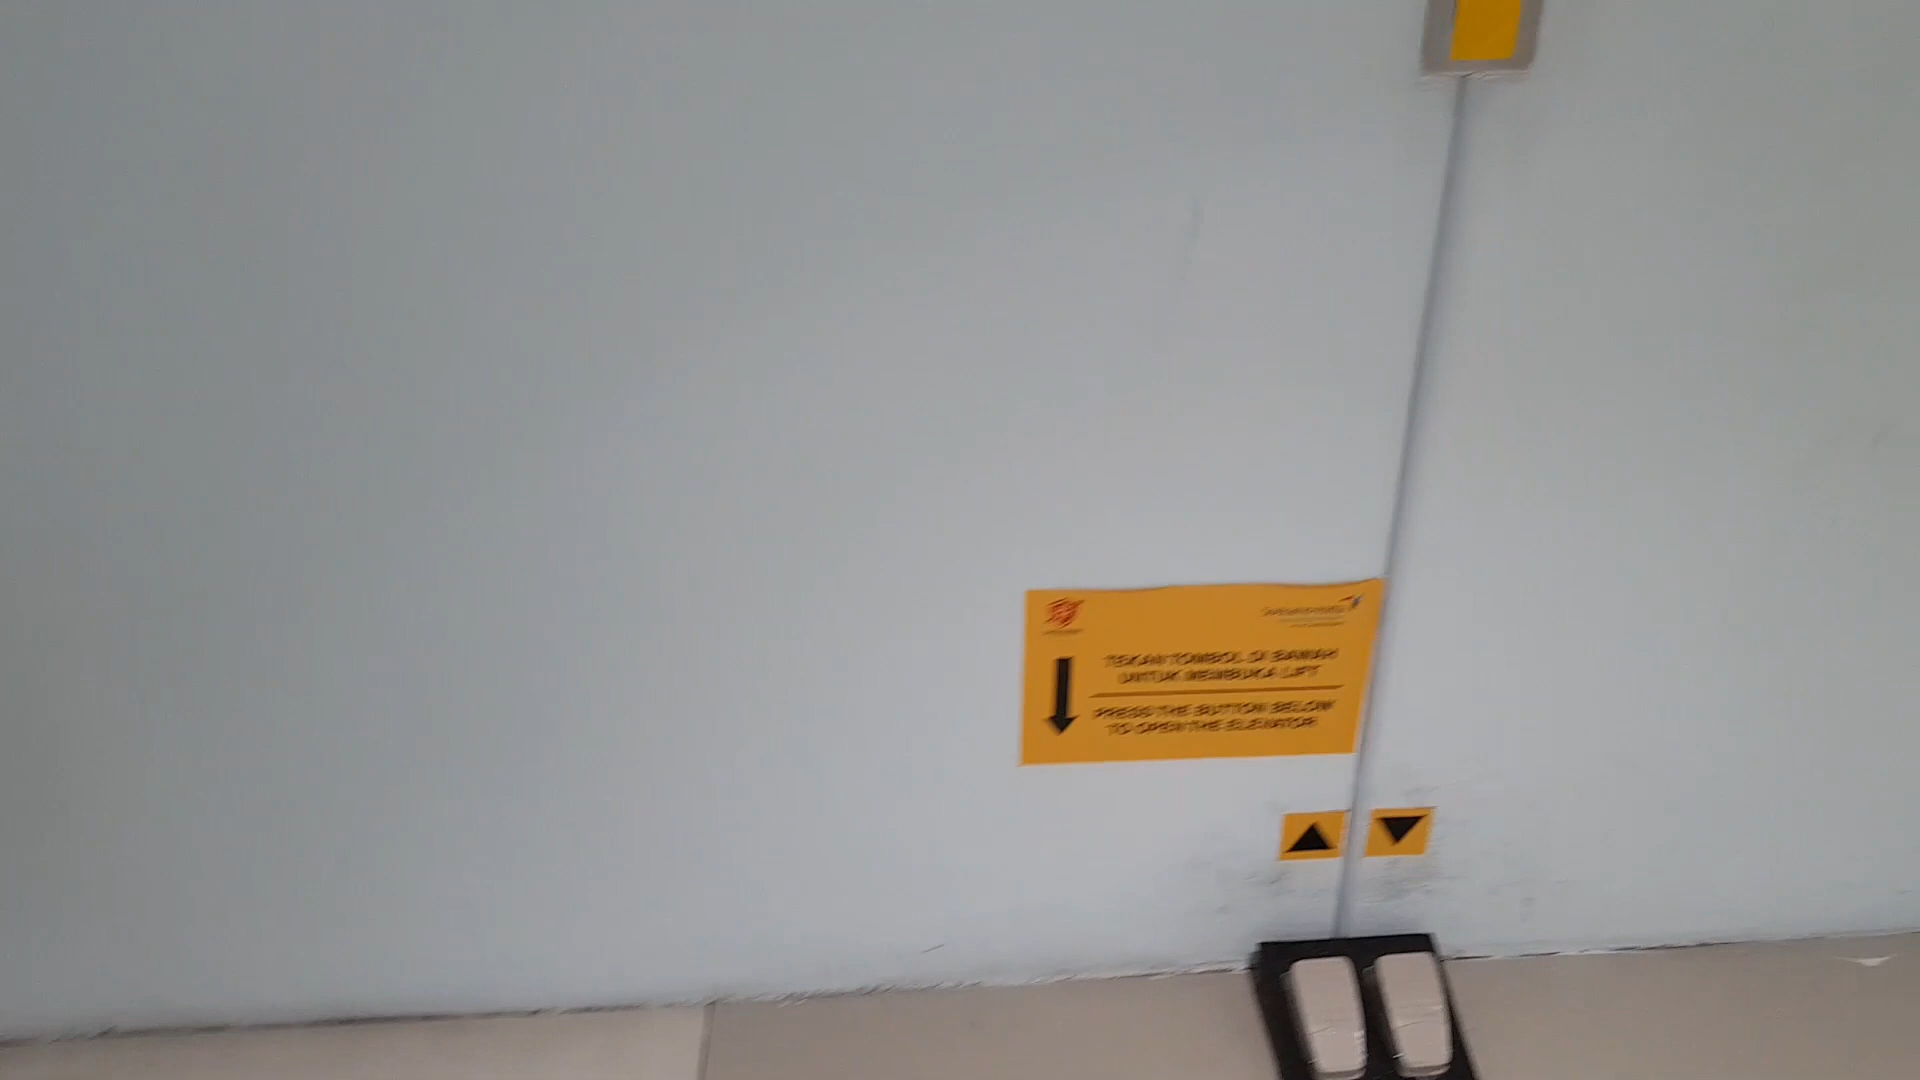 TEKAN TOMBOL DI BAWAH
UNTUK MEMBUKA LIFT
PRESS THE BUTTON BELOW
TO OPEN THE ELEVATOR